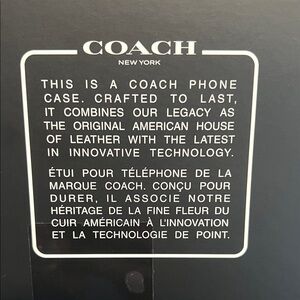 COACH
NEW YORK
THIS IS A COACH PHONE
CASE. CRAFTED TO LAST,
IT COMBINES OUR LEGACY AS
THE ORIGINAL AMERICAN HOUSE
OF LEATHER WITH THE LATEST
IN INNOVATIVE TECHNOLOGY.
ÉTUI POUR TÉLÉPHONE DE LA
MARQUE COACH. CONÇU POUR
DURER, IL ASSOCIE NOTRE
HÉRITAGE DE LA FINE FLEUR DU
CUIR AMÉRICAIN À L'INNOVATION
ET LA TECHNOLOGIE DE POINT.